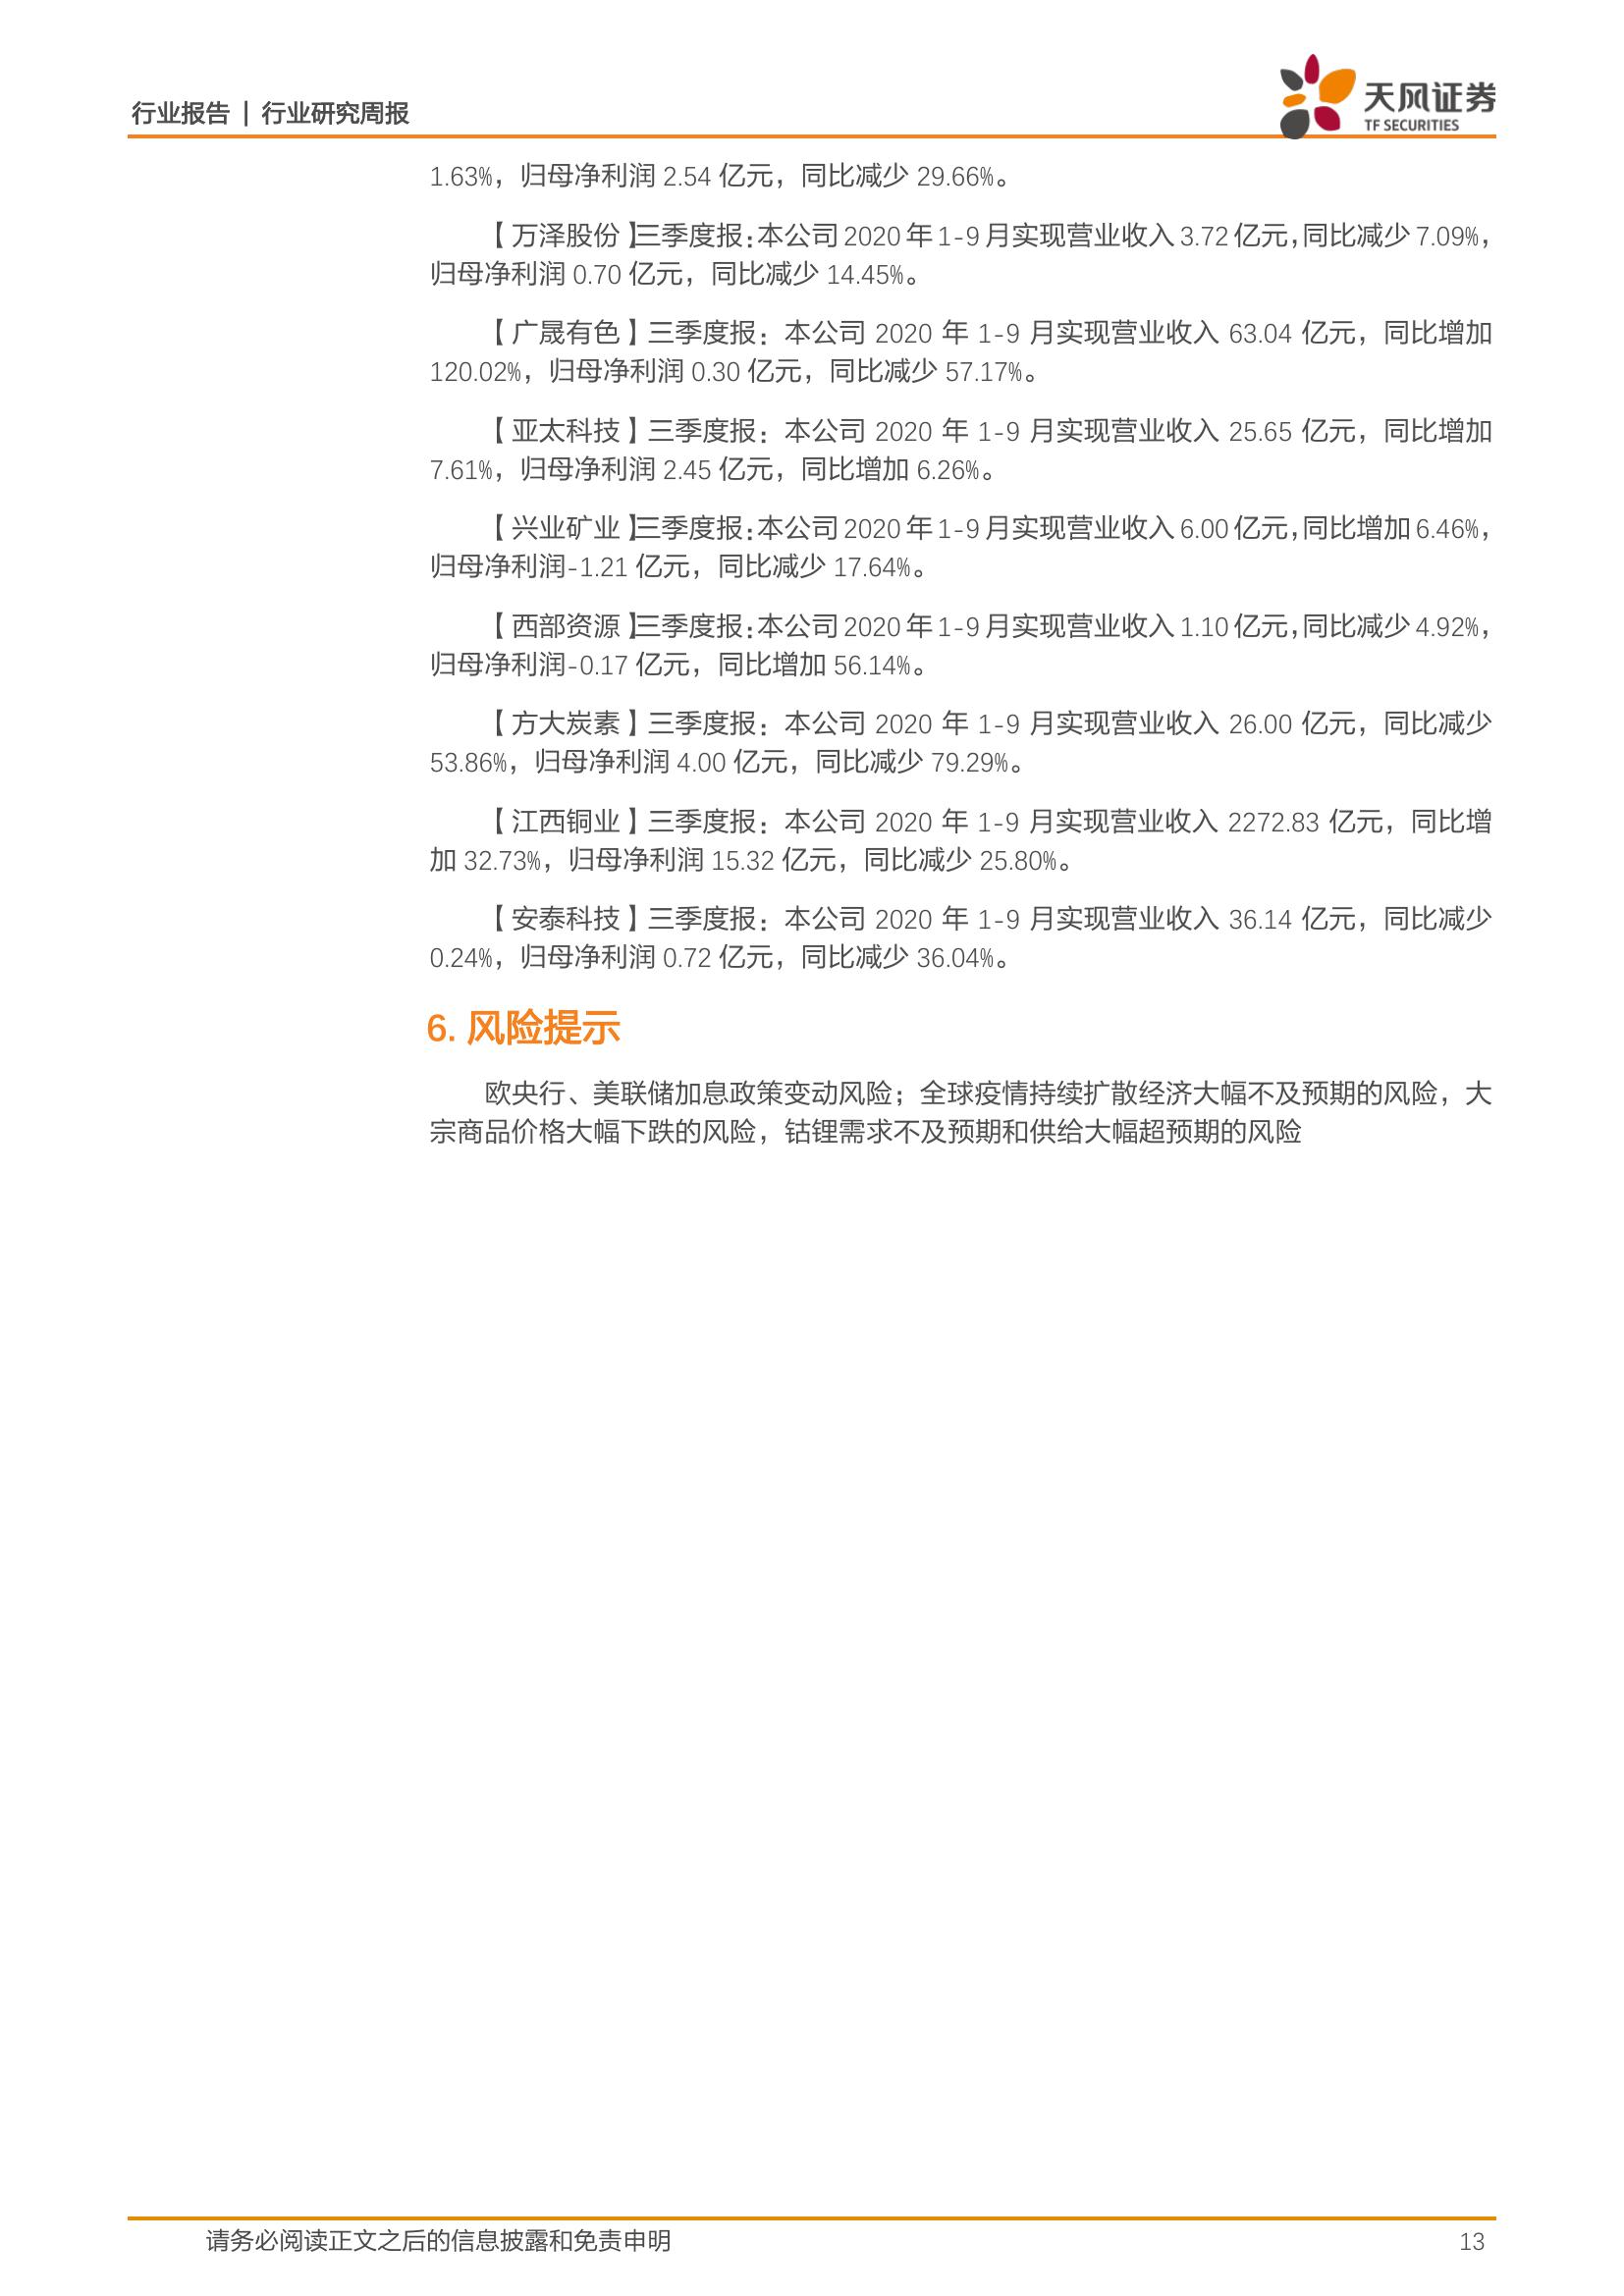 行业报告 | 行业研究周报
天风证券
TF SECURITIES
1.63%，归母净利润 2.54 亿元，同比减少 29.66%。
【万泽股份】三季度报：本公司 2020 年 1-9 月实现营业收入 3.72 亿元，同比减少 7.09%，
归母净利润 0.70 亿元，同比减少 14.45%。
【广晟有色】三季度报：本公司 2020 年 1-9 月实现营业收入 63.04 亿元，同比增加
120.02%，归母净利润 0.30 亿元，同比减少 57.17%。
【亚太科技】三季度报：本公司 2020 年 1-9 月实现营业收入 25.65 亿元，同比增加
7.61%，归母净利润 2.45 亿元，同比增加 6.26%。
【兴业矿业】三季度报：本公司 2020 年 1-9 月实现营业收入 6.00 亿元，同比增加 6.46%，
归母净利润-1.21 亿元，同比减少 17.64%。
【西部资源】三季度报：本公司 2020 年 1-9 月实现营业收入 1.10 亿元，同比减少 4.92%，
归母净利润-0.17 亿元，同比增加 56.14%。
【方大炭素】三季度报：本公司 2020 年 1-9 月实现营业收入 26.00 亿元，同比减少
53.86%，归母净利润 4.00 亿元，同比减少 79.29%。
【江西铜业】三季度报：本公司 2020 年 1-9 月实现营业收入 2272.83 亿元，同比增
加 32.73%，归母净利润 15.32 亿元，同比减少 25.80%。
【安泰科技】三季度报：本公司 2020 年 1-9 月实现营业收入 36.14 亿元，同比减少
0.24%，归母净利润 0.72 亿元，同比减少 36.04%。
6. 风险提示
欧央行、美联储加息政策变动风险；全球疫情持续扩散经济大幅不及预期的风险，大
宗商品价格大幅下跌的风险，钴锂需求不及预期和供给大幅超预期的风险
请务必阅读正文之后的信息披露和免责申明
13